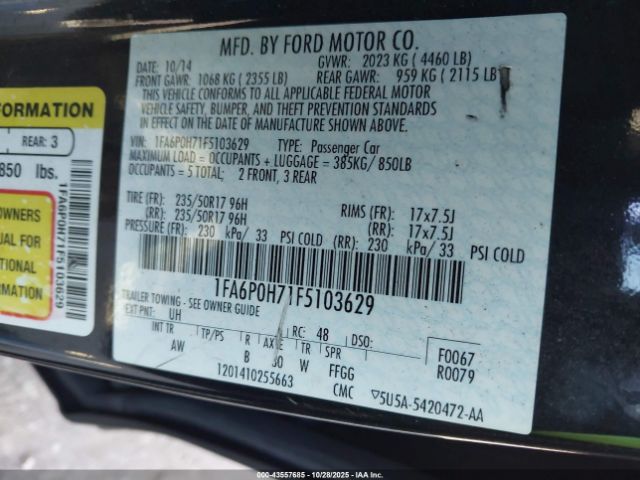 MFD. BY FORD MOTOR CO.
DATE: 10/14 GVWR: 2023 KG ( 4460 LB)
FRONT GAWR: 1068 KG ( 2355 LB) REAR GAWR: 959 KG ( 2115 LB)
THIS VEHICLE CONFORMS TO ALL APPLICABLE FEDERAL MOTOR
VEHICLE SAFETY, BUMPER, AND THEFT PREVENTION STANDARDS
IN EFFECT ON THE DATE OF MANUFACTURE SHOWN ABOVE.
VIN: 1FA6P0H71F5103629 TYPE: Passenger Car
MAXIMUM LOAD = OCCUPANTS + LUGGAGE = 385KG/ 850LB
OCCUPANTS = 5 TOTAL; 2 FRONT, 3 REAR
TIRE (FR): 235/50R17 96H RIMS (FR): 17x7.5J
(RR): 235/50R17 96H (RR): 17x7.5J
PRESSURE (FR): 230 kPa/ 33 PSI COLD (RR): 230 kPa/ 33 PSI COLD
1FA6P0H71F5103629
TRAILER TOWING - SEE OWNER GUIDE
EXT PNT: UH RC: 48 DSO: F0067
INT TR TP/PS R AXLE TR SPR R0079
AW B W FFGG
1201410255663 CMC ▽5U5A-5420472-AA
FORMATION
REAR: 3
850 lbs.
OWNERS
UAL FOR
TIONAL
MATION
1FA6P0H71F5103629
000-43557685 - 10/28/2025 - IAAI.COM